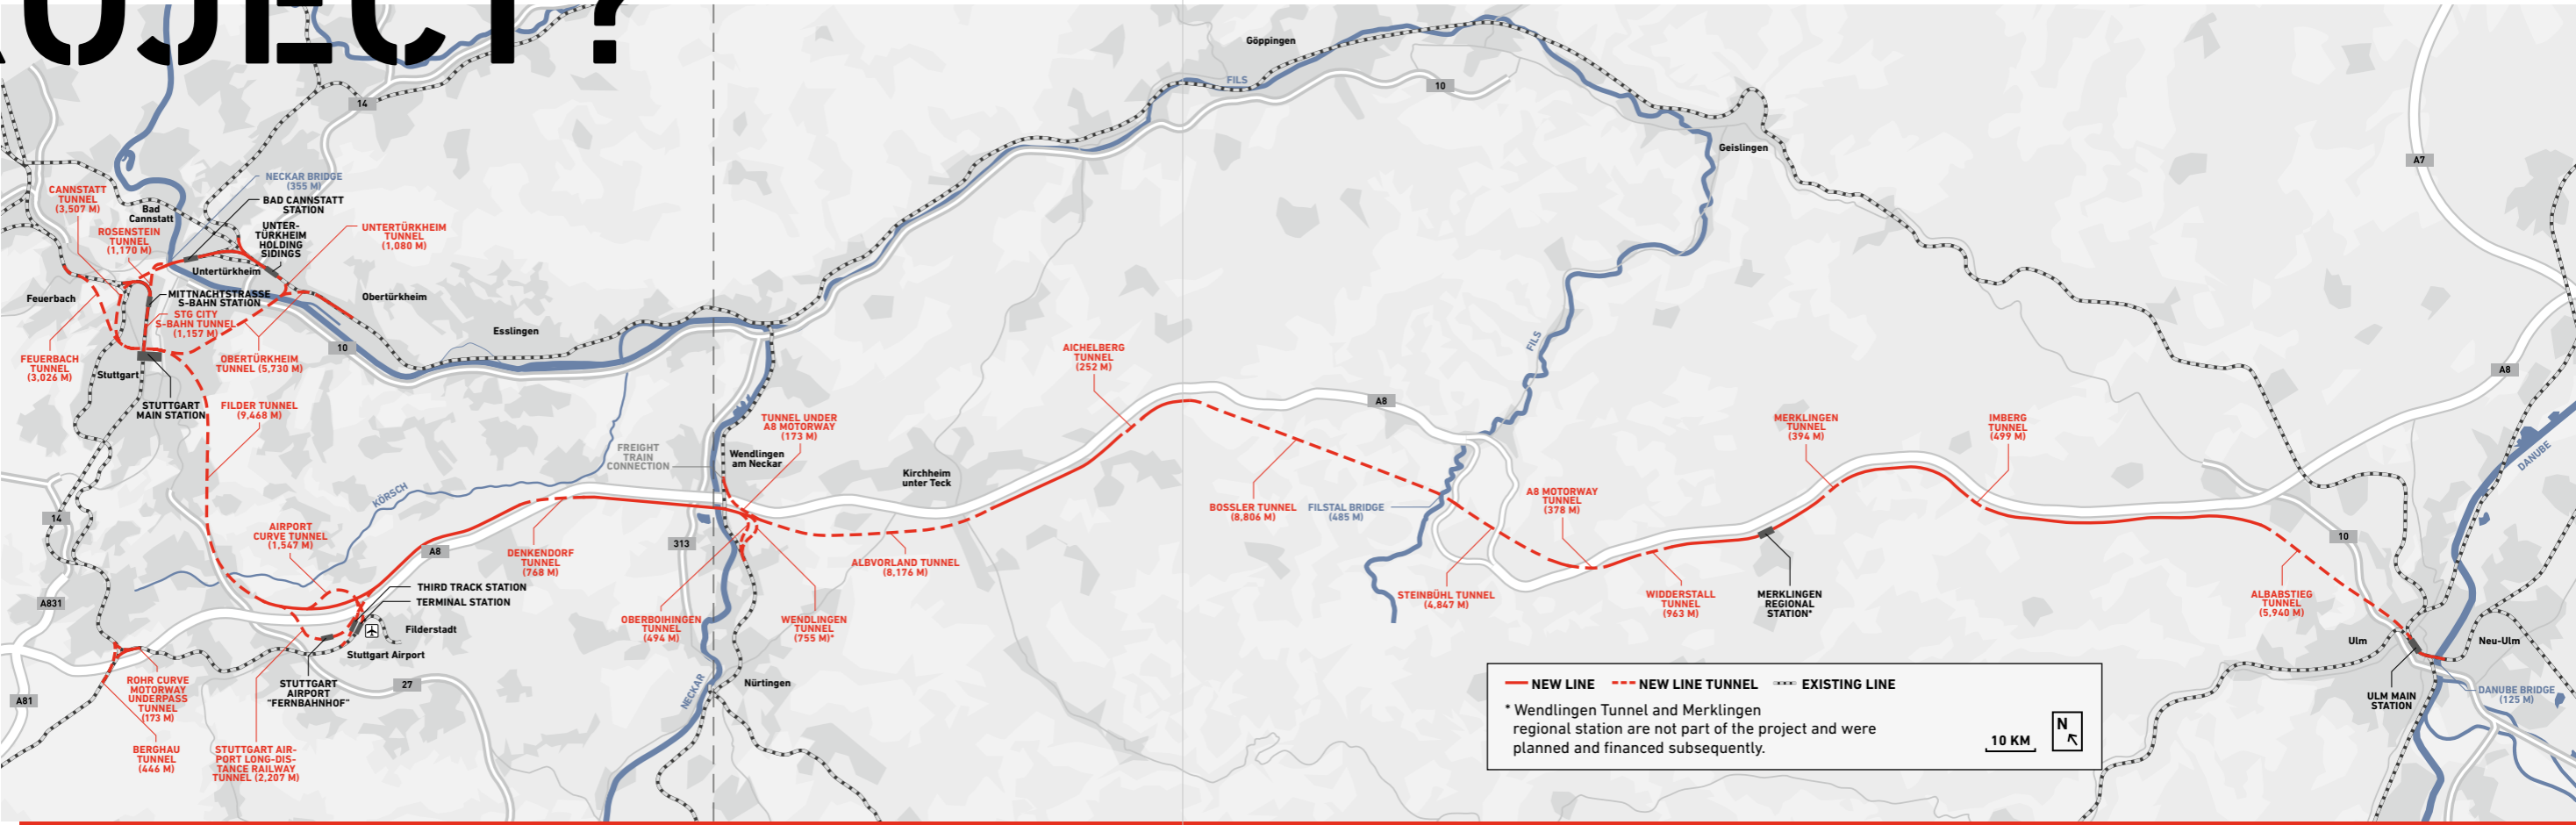 ROJECT?
Göppingen
FILS
10
14
Geislingen
A7
NECKAR BRIDGE
(355 M)
CANNSTATT
TUNNEL
(3,507 M)
BAD CANNSTATT
STATION
Bad
Cannstatt
UNTER-
TÜRKHEIM
HOLDING
SIDINGS
UNTERTÜRKHEIM
TUNNEL
(1,080 M)
ROSENSTEIN
TUNNEL
(1,170 M)
Untertürkheim
Feuerbach
MITTNACHTSTRASSE
S-BAHN STATION
Obertürkheim
STG CITY
S-BAHN TUNNEL
(1,157 M)
Esslingen
10
FEUERBACH
TUNNEL
(3,026 M)
OBERTÜRKHEIM
TUNNEL (5,730 M)
Stuttgart
STUTTGART
MAIN STATION
FILDER TUNNEL
(9,468 M)
AICHELBERG
TUNNEL
(252 M)
FILS
A8
A8
TUNNEL UNDER
A8 MOTORWAY
(173 M)
MERKLINGEN
TUNNEL
(394 M)
IMBERG
TUNNEL
(499 M)
FREIGHT
TRAIN
CONNECTION
Wendlingen
am Neckar
Kirchheim
unter Teck
DANUBE
KÖRSCH
14
AIRPORT
CURVE TUNNEL
(1,547 M)
A8
DENKENDORF
TUNNEL
(768 M)
313
ALBVORLAND TUNNEL
(8,176 M)
BOSSLER TUNNEL
(8,806 M)
FILSTAL BRIDGE
(485 M)
A8 MOTORWAY
TUNNEL
(378 M)
10
THIRD TRACK STATION
TERMINAL STATION
A831
OBERBOIHINGEN
TUNNEL
(494 M)
WENDLINGEN
TUNNEL
(755 M)*
STEINBÜHL TUNNEL
(4,847 M)
WIDDERSTALL
TUNNEL
(963 M)
MERKLINGEN
REGIONAL
STATION*
ALBABSTIEG
TUNNEL
(5,940 M)
Filderstadt
Stuttgart Airport
Ulm
Neu-Ulm
ROHR CURVE
MOTORWAY
UNDERPASS
TUNNEL
(173 M)
STUTTGART
AIRPORT
"FERNBAHNHOF"
27
A81
NECKAR
Nürtingen
ULM MAIN
STATION
DANUBE BRIDGE
(125 M)
BERGHAU
TUNNEL
(446 M)
STUTTGART AIR-
PORT LONG-DIS-
TANCE RAILWAY
TUNNEL (2,207 M)
NEW LINE NEW LINE TUNNEL EXISTING LINE
* Wendlingen Tunnel and Merklingen
regional station are not part of the project and were
planned and financed subsequently.
10 KM
N